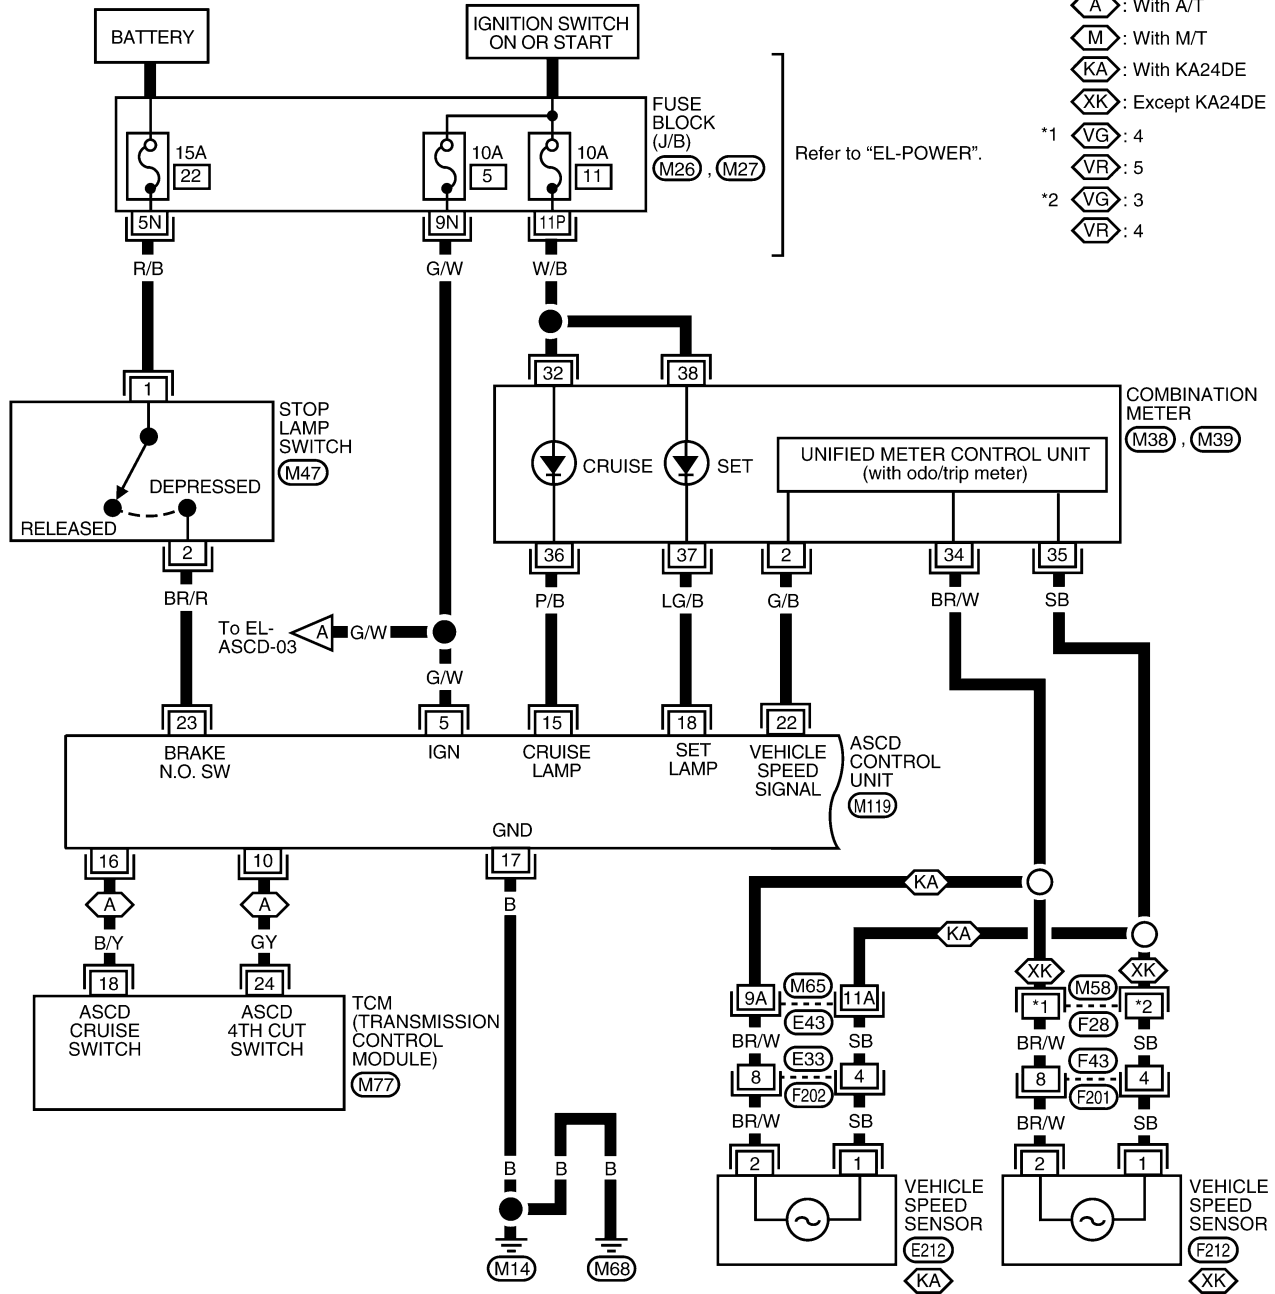 BATTERY
IGNITION SWITCH
ON OR START
A : With A/T
M : With M/T
KA : With KA24DE
XK : Except KA24DE
*1 VG : 4
VR : 5
*2 VG : 3
VR : 4
FUSE
BLOCK
(J/B)
M26 , M27
Refer to “EL-POWER”.
15A
22
10A
5
10A
11
5N
9N
11P
R/B
G/W
W/B
1
32
38
STOP
LAMP
SWITCH
M47
DEPRESSED
RELEASED
2
BR/R
COMBINATION
METER
M38 , M39
CRUISE
SET
UNIFIED METER CONTROL UNIT
(with odo/trip meter)
36
37
2
34
35
P/B
LG/B
G/B
BR/W
SB
To EL-
ASCD-03
A
G/W
G/W
23
5
15
18
22
BRAKE
N.O. SW
IGN
CRUISE
LAMP
SET
LAMP
VEHICLE
SPEED
SIGNAL
ASCD
CONTROL
UNIT
M119
GND
16
10
17
A
A
B
B/Y
GY
18
24
ASCD
CRUISE
SWITCH
ASCD
4TH CUT
SWITCH
TCM
(TRANSMISSION
CONTROL
MODULE)
M77
B
B
B
M14
M68
KA
KA
XK
XK
9A
M65
E43
11A
*1
M58
F28
*2
BR/W
SB
BR/W
SB
8
E33
F202
4
8
F43
F201
4
BR/W
SB
BR/W
SB
2
1
2
1
VEHICLE
SPEED
SENSOR
E212
KA
VEHICLE
SPEED
SENSOR
F212
XK